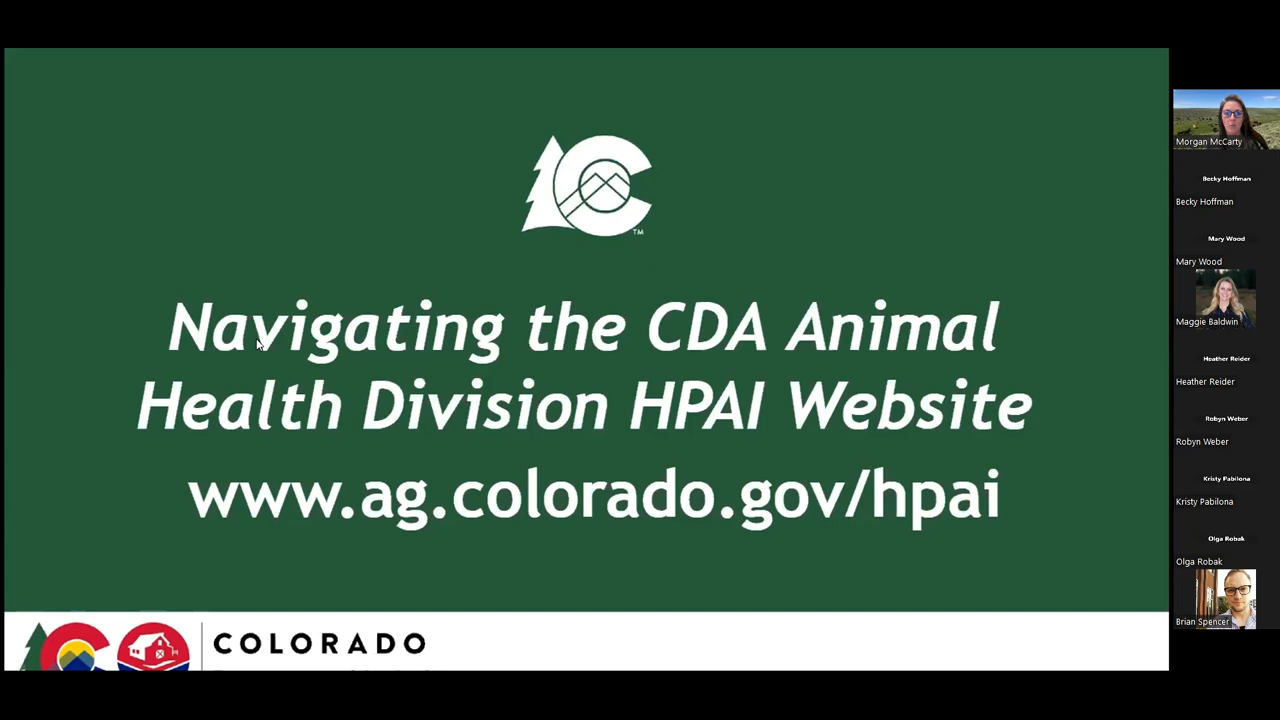 TM
Navigating the CDA Animal
Health Division HPAI Website
www.ag.colorado.gov/hpai
COLORADO
Morgan McCarty
Becky Hoffman
Becky Hoffman
Mary Wood
Mary Wood
Maggie Baldwin
Heather Reider
Heather Reider
Robyn Weber
Robyn Weber
Kristy Pabilona
Kristy Pabilona
Olga Robak
Olga Robak
Brian Spencer